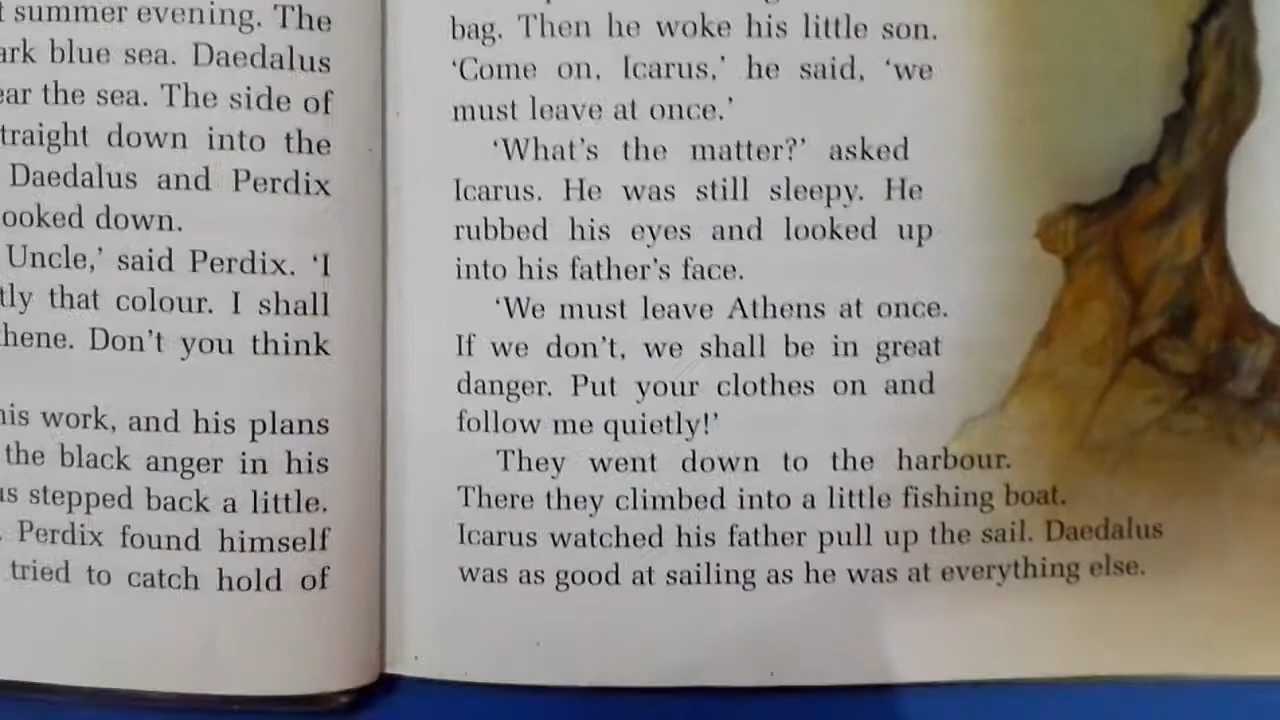 t summer evening. The
ark blue sea. Daedalus
ear the sea. The side of
traight down into the
Daedalus and Perdix
ooked down.
Uncle,' said Perdix. 'I
tly that colour. I shall
hene. Don't you think
his work, and his plans
the black anger in his
us stepped back a little.
. Perdix found himself
tried to catch hold of
bag. Then he woke his little son.
'Come on, Icarus,' he said, 'we
must leave at once.'
'What's the matter?' asked
Icarus. He was still sleepy. He
rubbed his eyes and looked up
into his father's face.
'We must leave Athens at once.
If we don't, we shall be in great
danger. Put your clothes on and
follow me quietly!'
They went down to the harbour.
There they climbed into a little fishing boat.
Icarus watched his father pull up the sail. Daedalus
was as good at sailing as he was at everything else.